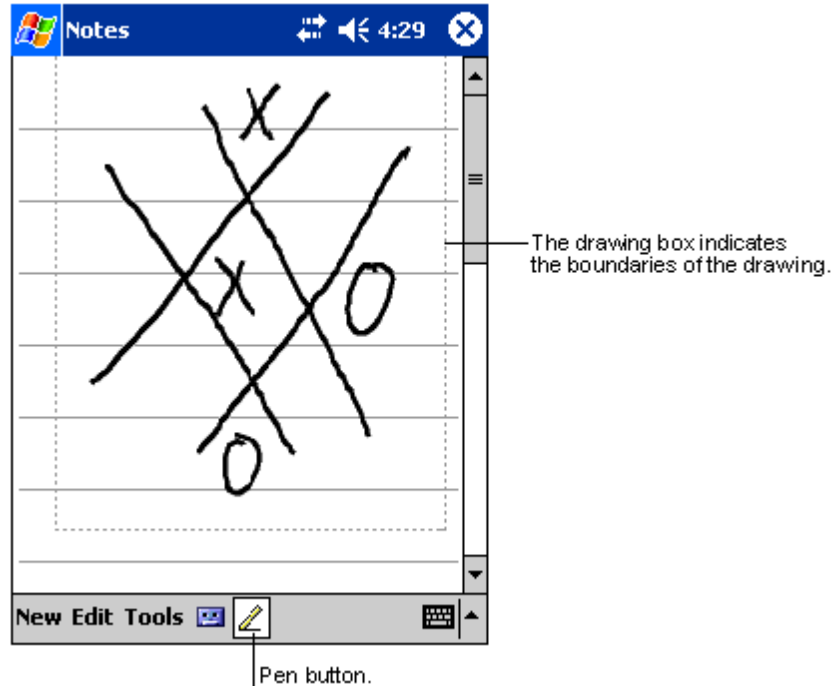 Notes 4:29
X
X
O
O
The drawing box indicates
the boundaries of the drawing.
New Edit Tools
Pen button.